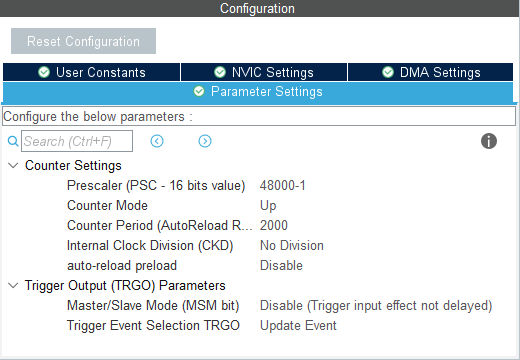 Configuration
Reset Configuration
User Constants NVIC Settings DMA Settings
Parameter Settings
Configure the below parameters :
Search (Ctrl+F)
Counter Settings
Prescaler (PSC - 16 bits value) 48000-1
Counter Mode Up
Counter Period (AutoReload R... 2000
Internal Clock Division (CKD) No Division
auto-reload preload Disable
Trigger Output (TRGO) Parameters
Master/Slave Mode (MSM bit) Disable (Trigger input effect not delayed)
Trigger Event Selection TRGO Update Event